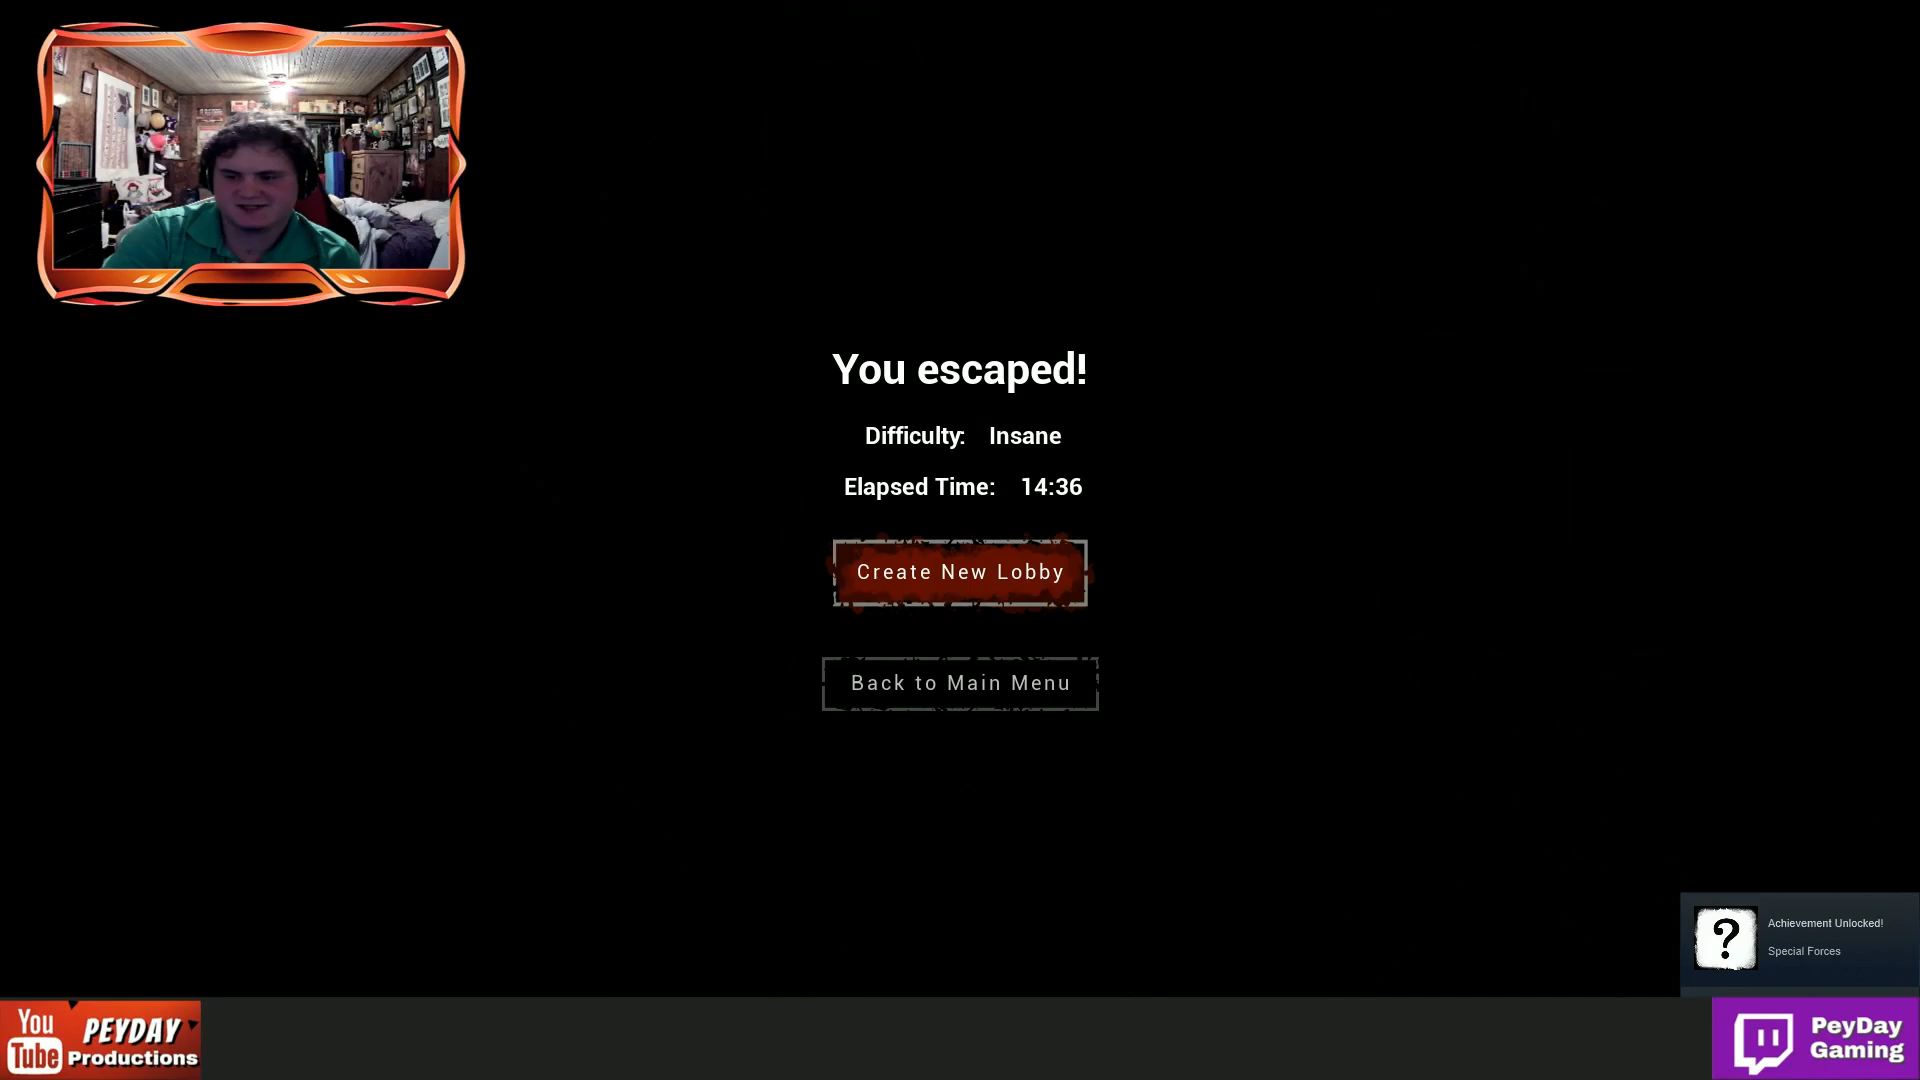 You escaped!
Difficulty: Insane
Elapsed Time: 14:36
Create New Lobby
Back to Main Menu
Achievement Unlocked!
Special Forces
You
Tube
PEYDAY
Productions
PeyDay
Gaming